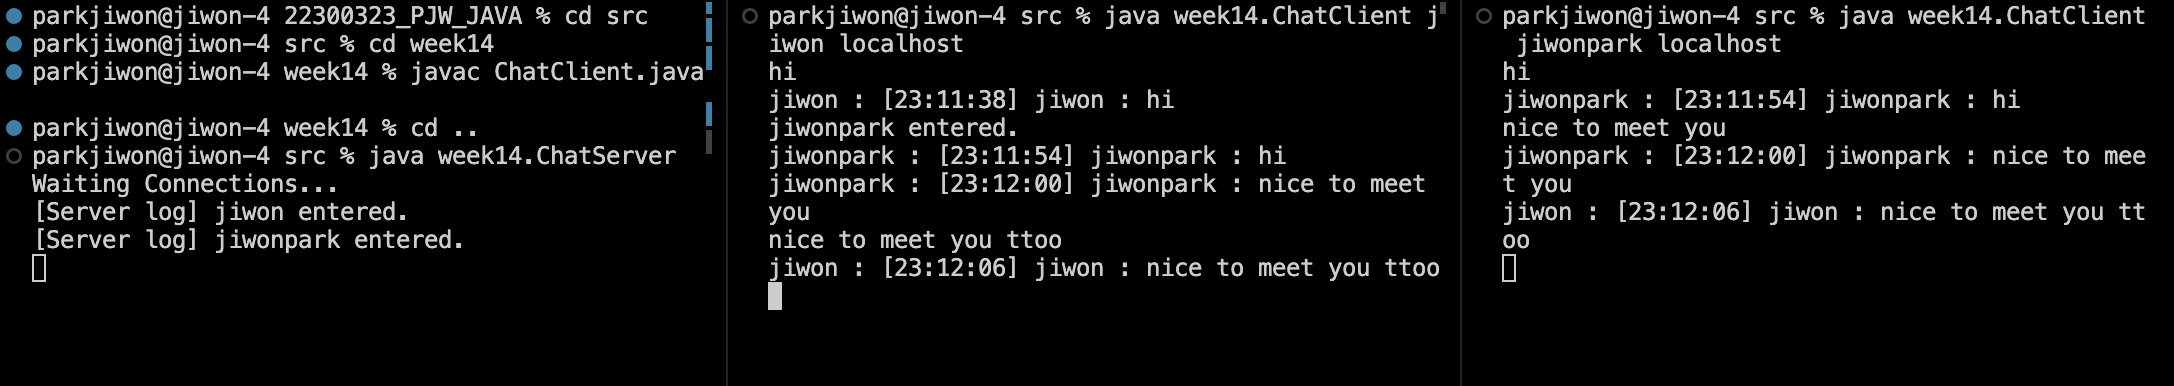 parkjiwon@jiwon-4 22300323_PJW_JAVA % cd src
parkjiwon@jiwon-4 src % cd week14
parkjiwon@jiwon-4 week14 % javac ChatClient.java
parkjiwon@jiwon-4 week14 % cd ..
parkjiwon@jiwon-4 src % java week14.ChatServer
Waiting Connections...
[Server log] jiwon entered.
[Server log] jiwonpark entered.
parkjiwon@jiwon-4 src % java week14.ChatClient j
iwon localhost
hi
jiwon : [23:11:38] jiwon : hi
jiwonpark entered.
jiwonpark : [23:11:54] jiwonpark : hi
jiwonpark : [23:12:00] jiwonpark : nice to meet
you
nice to meet you ttoo
jiwon : [23:12:06] jiwon : nice to meet you ttoo
parkjiwon@jiwon-4 src % java week14.ChatClient
jiwonpark localhost
hi
jiwonpark : [23:11:54] jiwonpark : hi
nice to meet you
jiwonpark : [23:12:00] jiwonpark : nice to mee
t you
jiwon : [23:12:06] jiwon : nice to meet you tt
oo